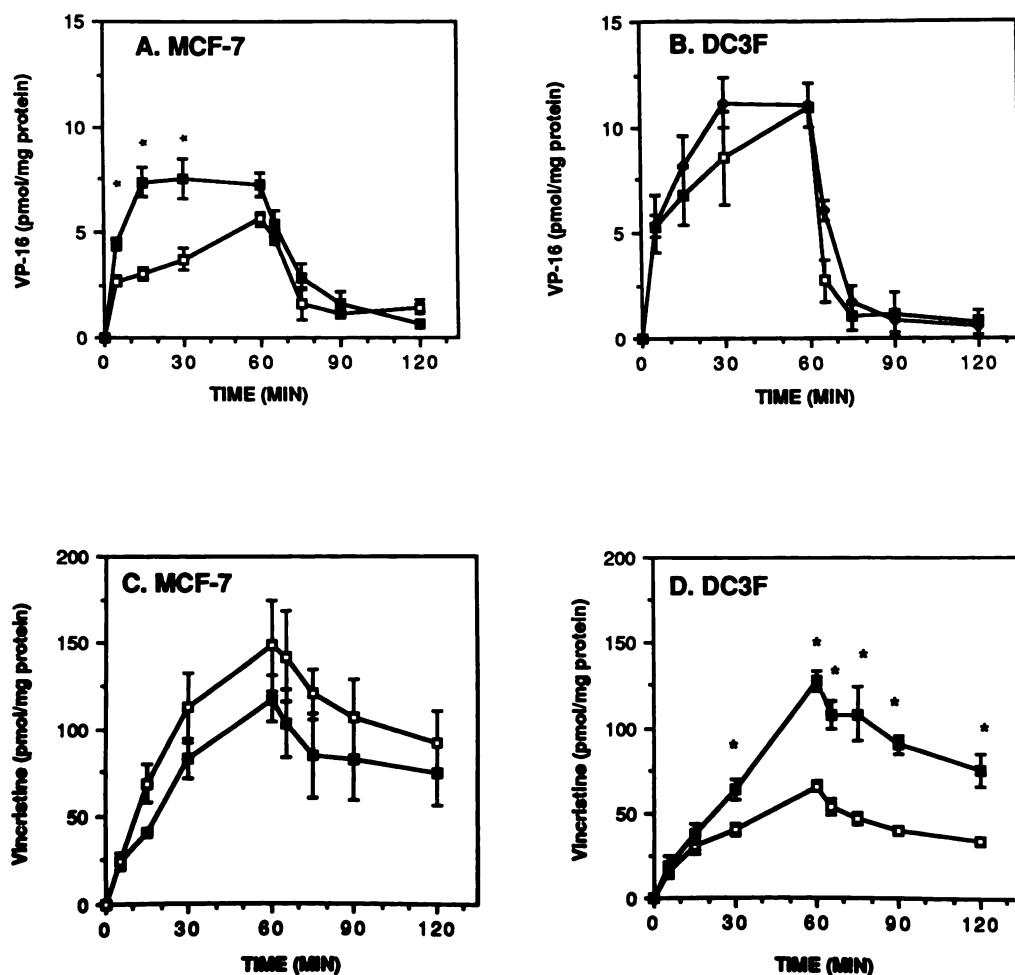 A. MCF-7
VP-16 (pmol/mg protein)
15
10
5
0
* * *
0 30 60 90 120
TIME (MIN)
B. DC3F
VP-16 (pmol/mg protein)
15
10
5
0
0 30 60 90 120
TIME (MIN)
C. MCF-7
Vincristine (pmol/mg protein)
200
150
100
50
0
0 30 60 90 120
TIME (MIN)
D. DC3F
Vincristine (pmol/mg protein)
200
150
100
50
0
* * * * * *
0 30 60 90 120
TIME (MIN)